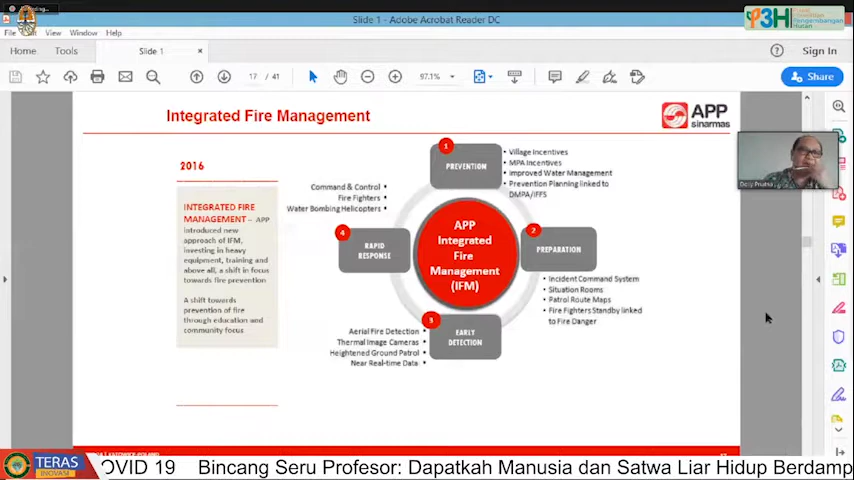 Slide 1 - Adobe Acrobat Reader DC
File
View
Window
Help
P3H
Home
Tools
Slide 1
×
Sign In
17 / 41
97.1%
Share
Integrated Fire Management
APP
sinarmas
2016
INTEGRATED FIRE
MANAGEMENT – APP
introduced new
approach of IFM,
investing in heavy
equipment, training and
above all, a shift in focus
towards fire prevention
A shift towards
prevention of fire
through education and
community focus
1
PREVENTION
• Village Incentives
• MPA Incentives
• Improved Water Management
• Prevention Planning linked to
DMPA/IFFS
2
PREPARATION
• Incident Command System
• Situation Rooms
• Patrol Route Maps
• Fire Fighters Standby linked
to Fire Danger
APP
Integrated
Fire
Management
(IFM)
3
EARLY
DETECTION
Aerial Fire Detection •
Thermal Image Cameras •
Heightened Ground Patrol •
Near Real-time Data •
4
RAPID
RESPONSE
Command & Control •
Fire Fighters •
Water Bombing Helicopters •
Dolly Priatna
TERAS
INOVASI
OVID 19 Bincang Seru Profesor: Dapatkah Manusia dan Satwa Liar Hidup Berdamp